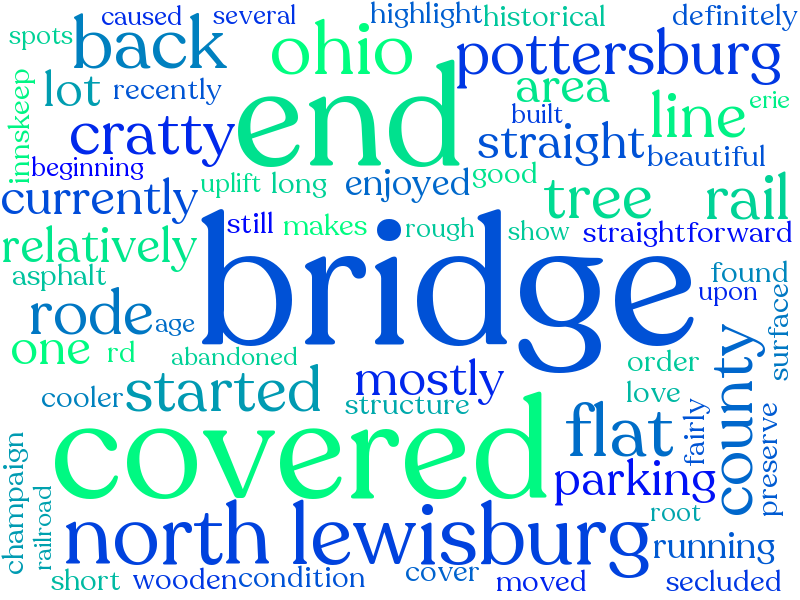 caused several highlight historical definitely
spots back ohio pottersburg
lot recently end area line erie
innskeep cratty built straight
beginning beautiful
currently uplift long enjoyed good tree rail
still makes rough show straightforward
relatively
asphalt bridge found
rode age upon
one rd surfaced
abandoned order county
cooler started mostly love
structure
covered flat fairly preserve
champaign parking
railroad north lewisburg root
running
short wooden condition cover moved secluded